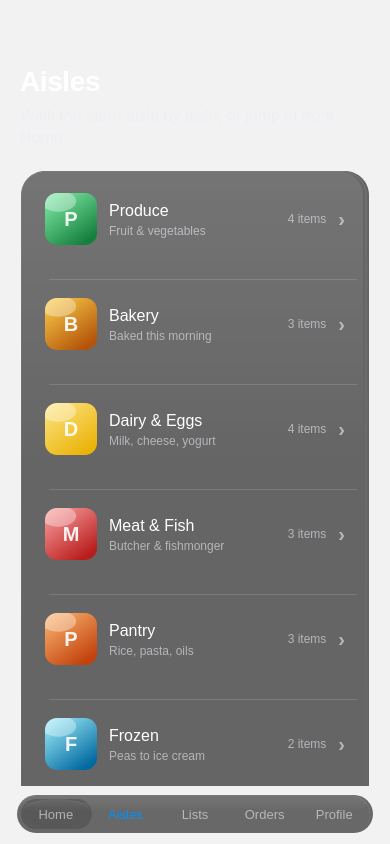 Aisles
P
Produce
4 items
Fruit & vegetables
B
Bakery
3 items
Baked this morning
D
Dairy & Eggs
4 items
Milk, cheese, yogurt
M
Meat & Fish
3 items
Butcher & fishmonger
P
Pantry
3 items
Rice, pasta, oils
F
Frozen
2 items
Peas to ice cream
Home Aisles Lists Orders Profile